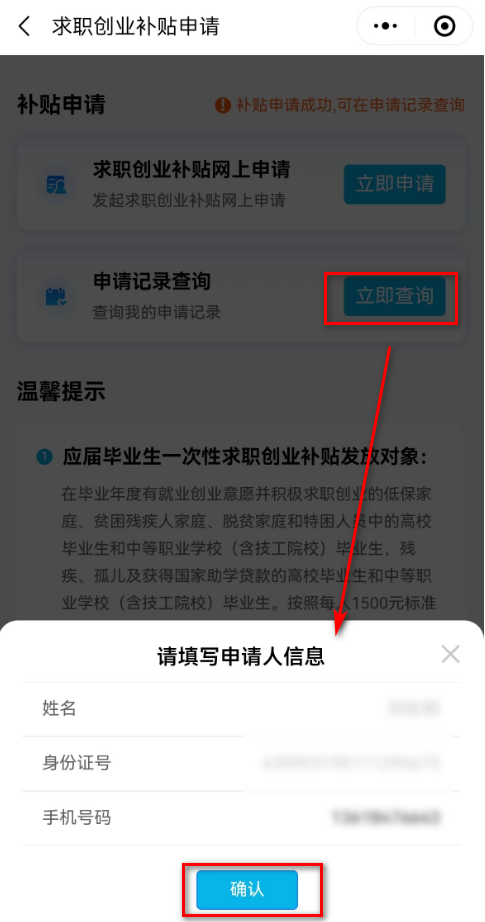 求职创业补贴申请
补贴申请
补贴申请成功,可在申请记录查询
求职创业补贴网上申请
发起求职创业补贴网上申请
立即申请
申请记录查询
查询我的申请记录
立即查询
温馨提示
1 应届毕业生一次性求职创业补贴发放对象：
在毕业年度有就业创业意愿并积极求职创业的低保家
庭、贫困残疾人家庭、脱贫家庭和特困人员中的高校
毕业生和中等职业学校（含技工院校）毕业生，残
疾、孤儿及获得国家助学贷款的高校毕业生和中等职
业学校（含技工院校）毕业生。按照每人1500元标准
请填写申请人信息
姓名
身份证号
手机号码
确认